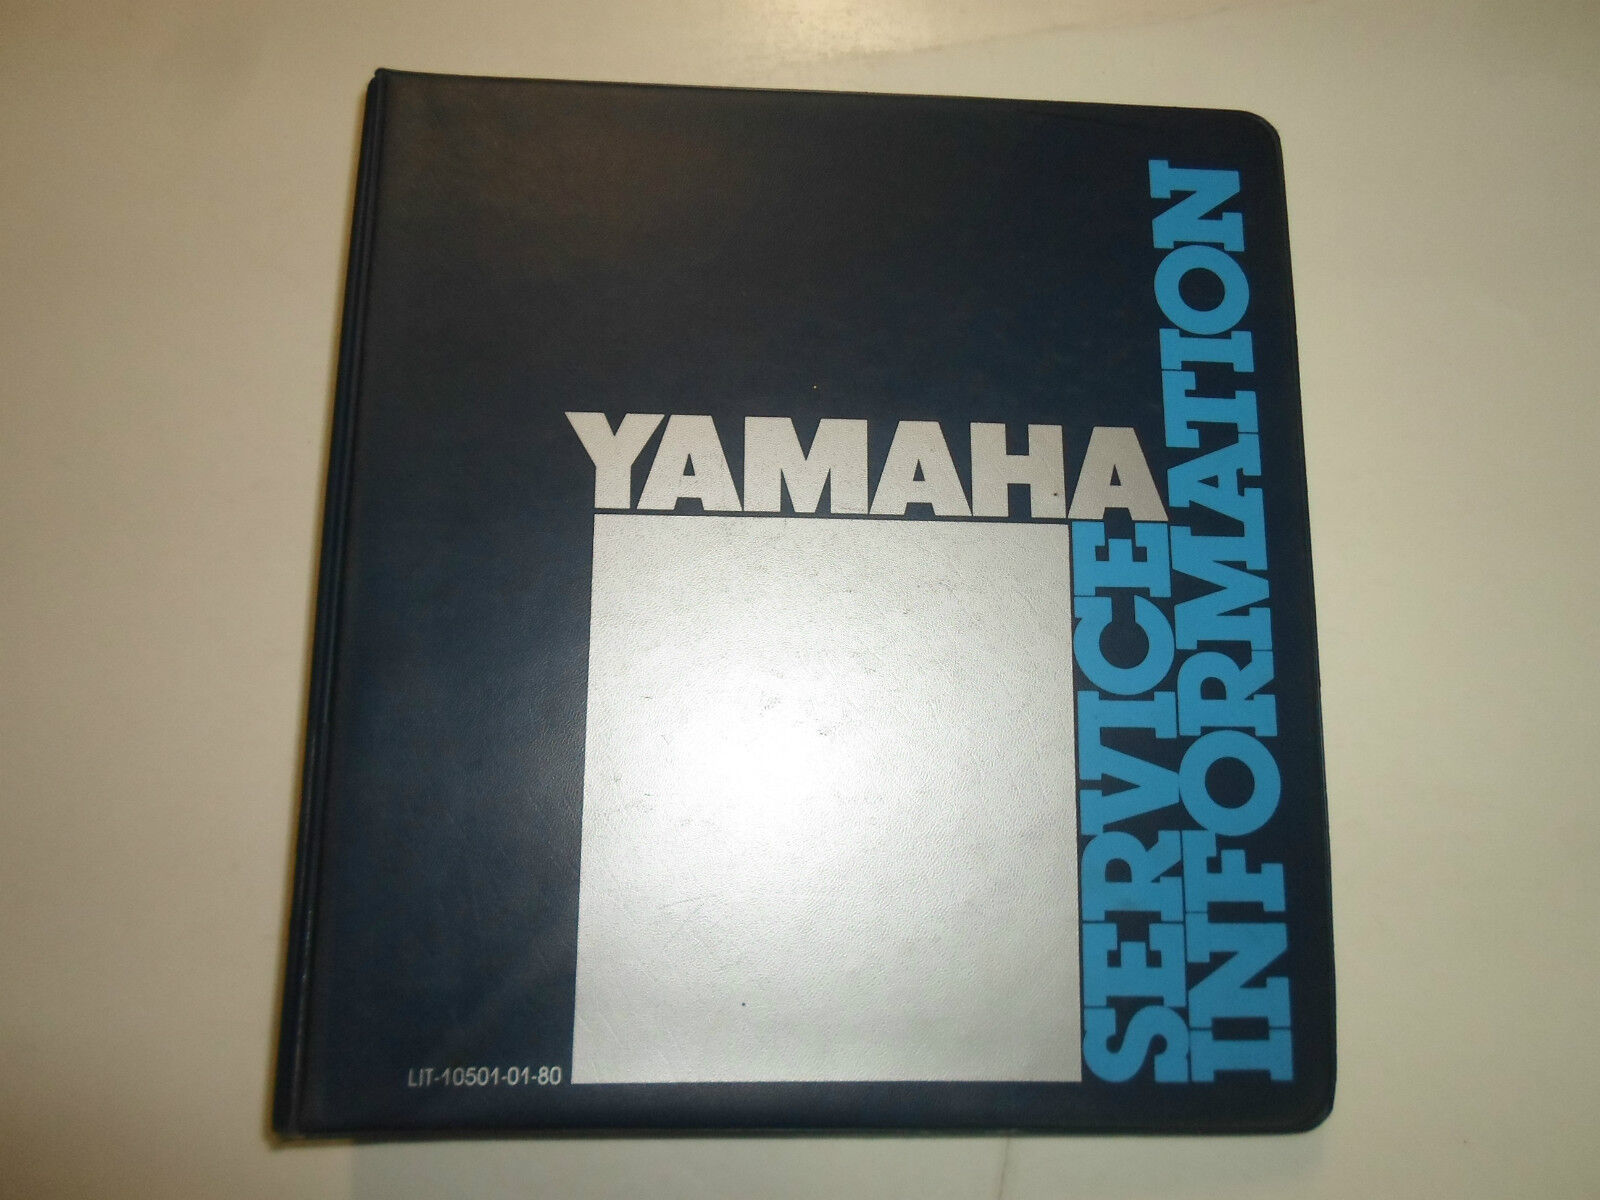 YAMAHA
SERVICE
INFORMATION
LIT-10501-01-80